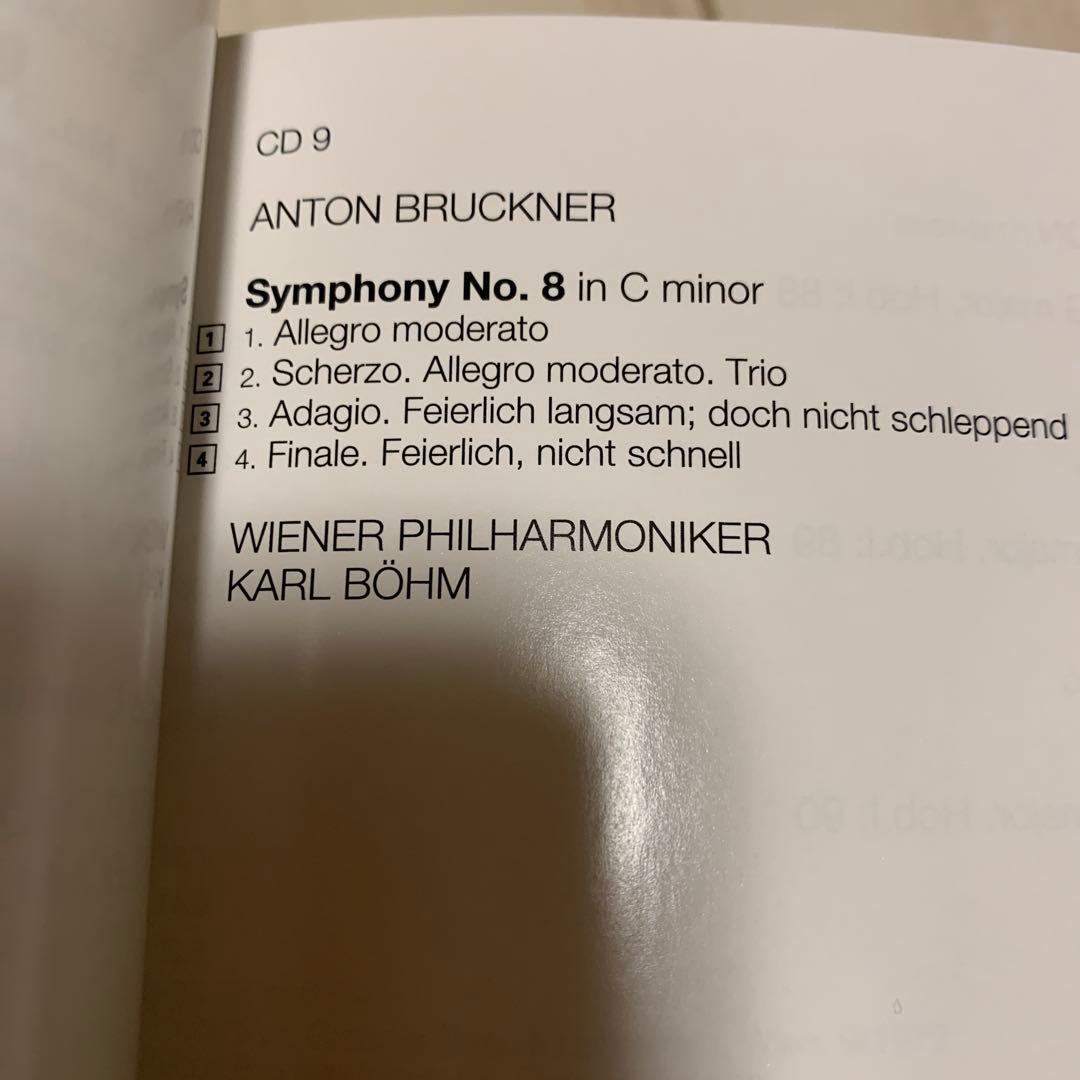 CD 9
ANTON BRUCKNER
Symphony No. 8 in C minor
1 1. Allegro moderato
2 2. Scherzo. Allegro moderato. Trio
3 3. Adagio. Feierlich langsam; doch nicht schleppend
4 4. Finale. Feierlich, nicht schnell
WIENER PHILHARMONIKER
KARL BÖHM